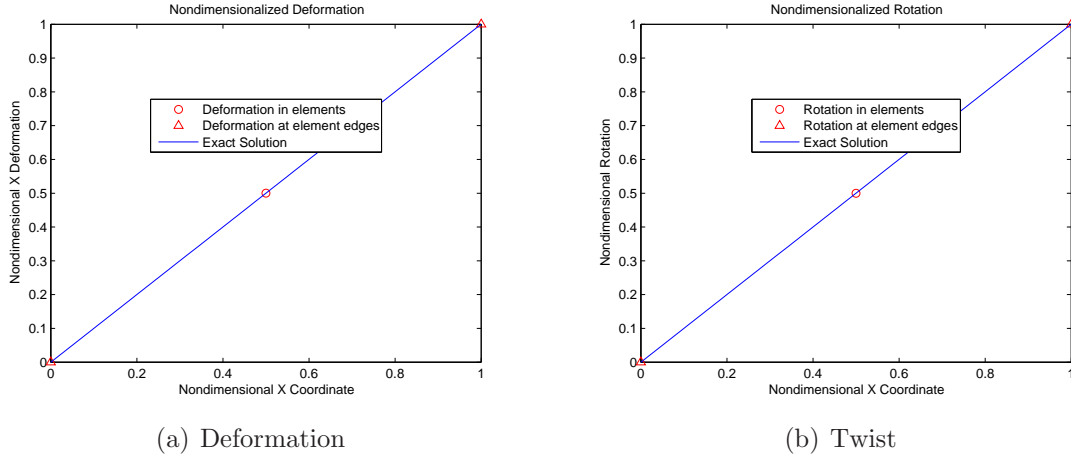 Nondimensionalized Deformation
Nondimensional X Deformation
1
0.9
0.8
0.7
0.6
0.5
0.4
0.3
0.2
0.1
0
0
0.2
0.4
0.6
0.8
1
Nondimensional X Coordinate
Deformation in elements
Deformation at element edges
Exact Solution
(a) Deformation
Nondimensionalized Rotation
Nondimensional Rotation
1
0.9
0.8
0.7
0.6
0.5
0.4
0.3
0.2
0.1
0
0
0.2
0.4
0.6
0.8
1
Nondimensional X Coordinate
Rotation in elements
Rotation at element edges
Exact Solution
(b) Twist